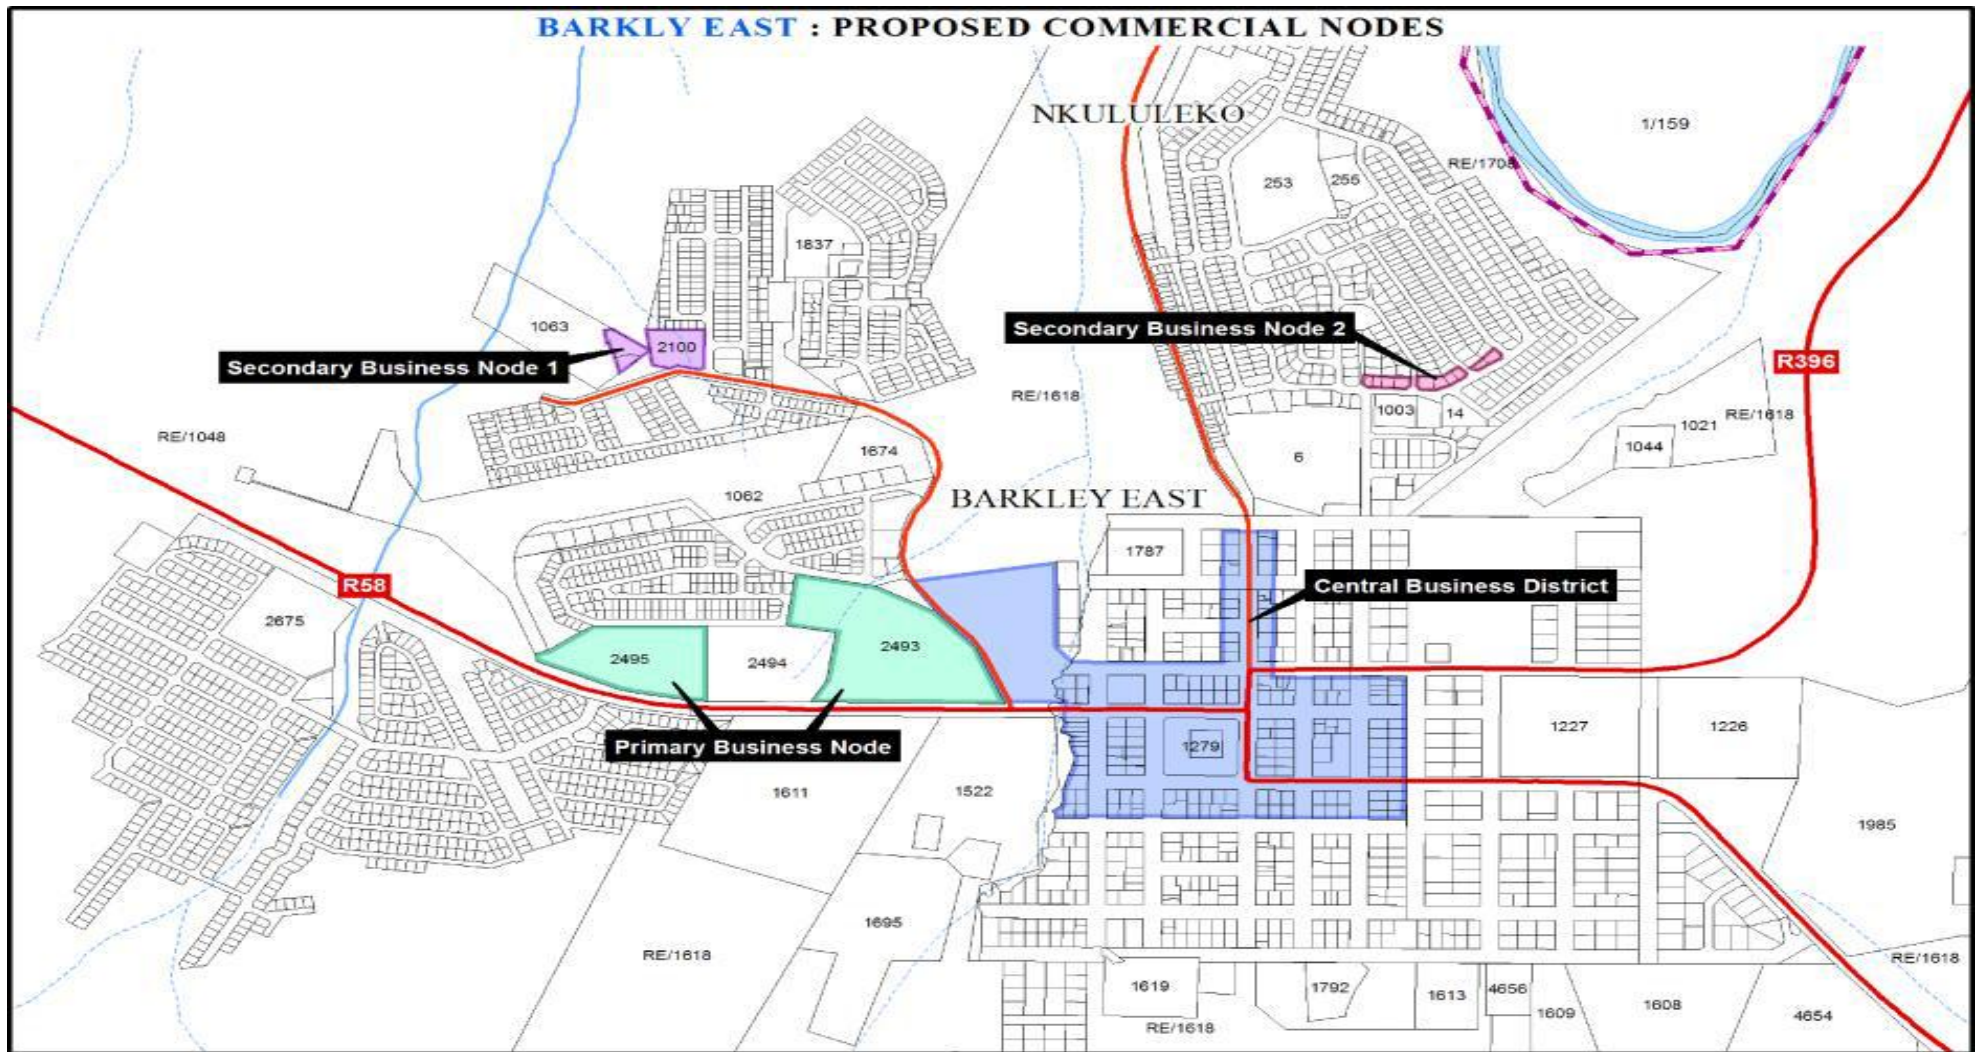 BARKLY EAST : PROPOSED COMMERCIAL NODES
NKULULEKO
1/159
RE/1708
253
255
1837
1063
2100
Secondary Business Node 2
Secondary Business Node 1
R396
RE/1618
1003
14
RE/1618
1021
1044
RE/1048
1674
6
1062
BARKLEY EAST
1787
R58
Central Business District
2675
2495
2494
2493
1227
1226
Primary Business Node
1279
1611
1522
1985
1695
RE/1618
RE/1618
1619
1792
1613
4656
1609
1608
4654
RE/1618